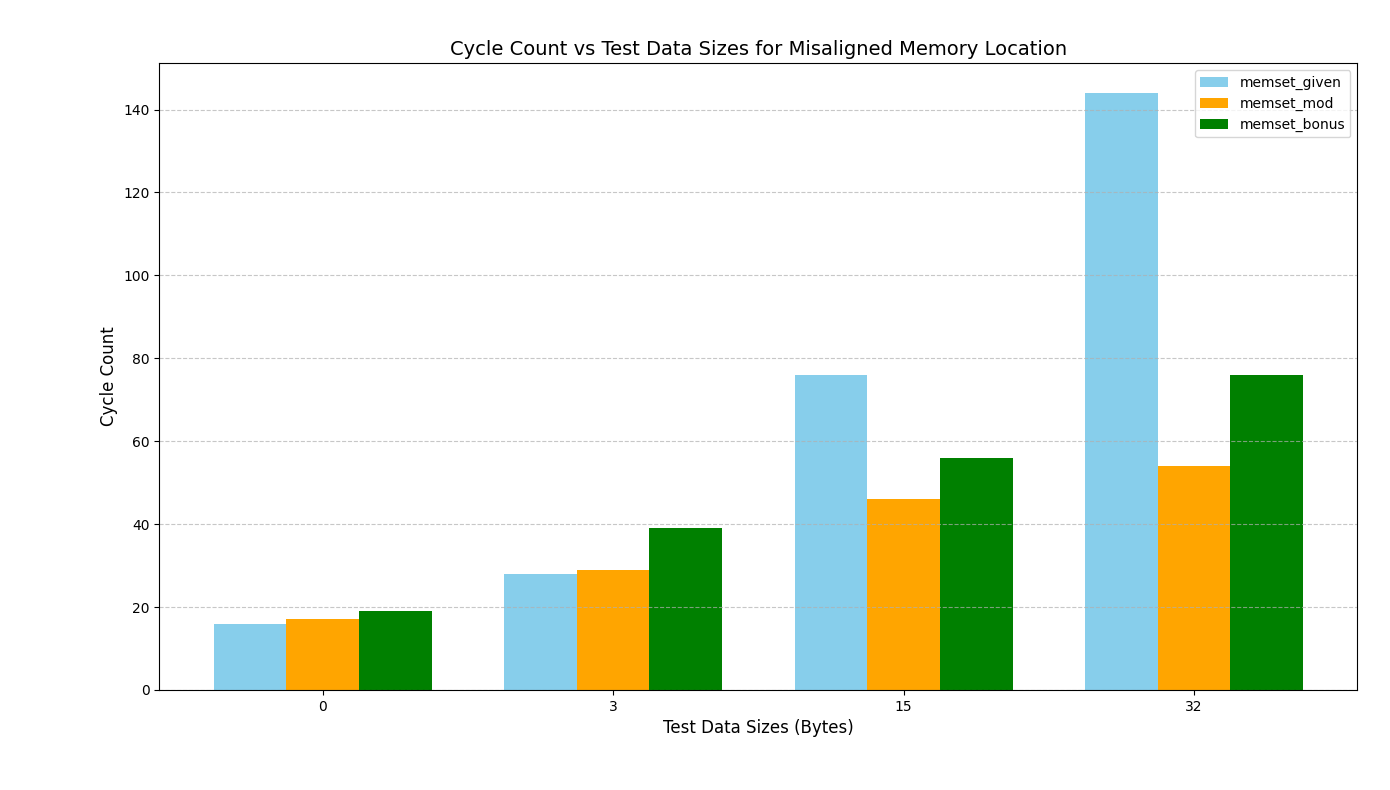 Cycle Count vs Test Data Sizes for Misaligned Memory Location
memset_given
memset_mod
memset_bonus
140
120
100
80
60
40
20
0
Cycle Count
0 3 15 32
Test Data Sizes (Bytes)